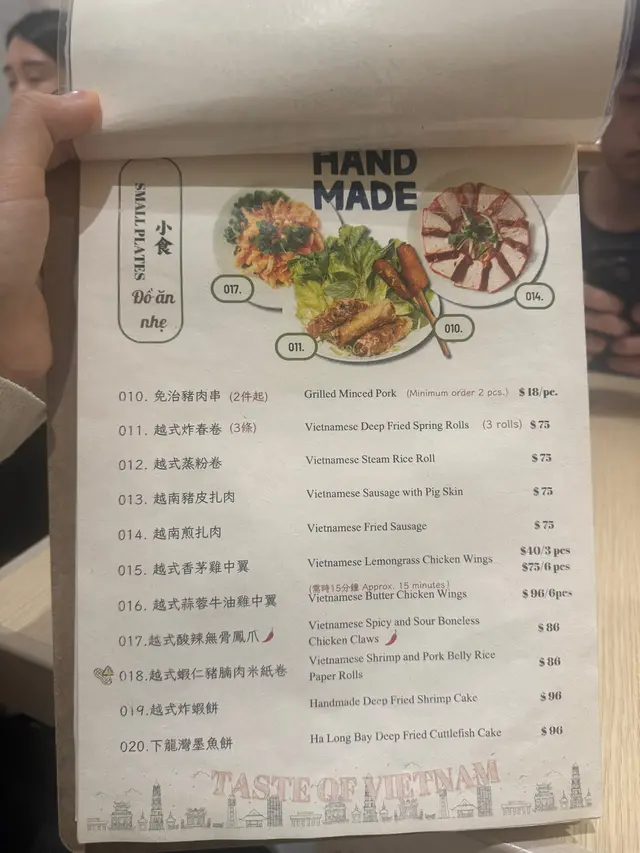 HAND
MADE
小食
SMALL PLATES
Đồ ăn
nhẹ
017.
014.
010.
011.
010. 免治豬肉串 (2件起) Grilled Minced Pork (Minimum order 2 pcs.) $18/pc.
011. 越式炸春卷 (3條) Vietnamese Deep Fried Spring Rolls (3 rolls) $75
012. 越式蒸粉卷 Vietnamese Steam Rice Roll $75
013. 越南豬皮扎肉 Vietnamese Sausage with Pig Skin $75
014. 越南煎扎肉 Vietnamese Fried Sausage $75
015. 越式香茅雞中翼 Vietnamese Lemongrass Chicken Wings $40/3 pcs
$75/6 pcs
(需時15分鐘 Approx. 15 minutes)
016. 越式蒜蓉牛油雞中翼 Vietnamese Butter Chicken Wings $96/6pcs
017.越式酸辣無骨鳳爪 Vietnamese Spicy and Sour Boneless
Chicken Claws $86
018.越式蝦仁豬腩肉米紙卷 Vietnamese Shrimp and Pork Belly Rice
Paper Rolls $86
019.越式炸蝦餅 Handmade Deep Fried Shrimp Cake $96
020.下龍灣墨魚餅 Ha Long Bay Deep Fried Cuttlefish Cake $96
TASTE OF VIETNAM